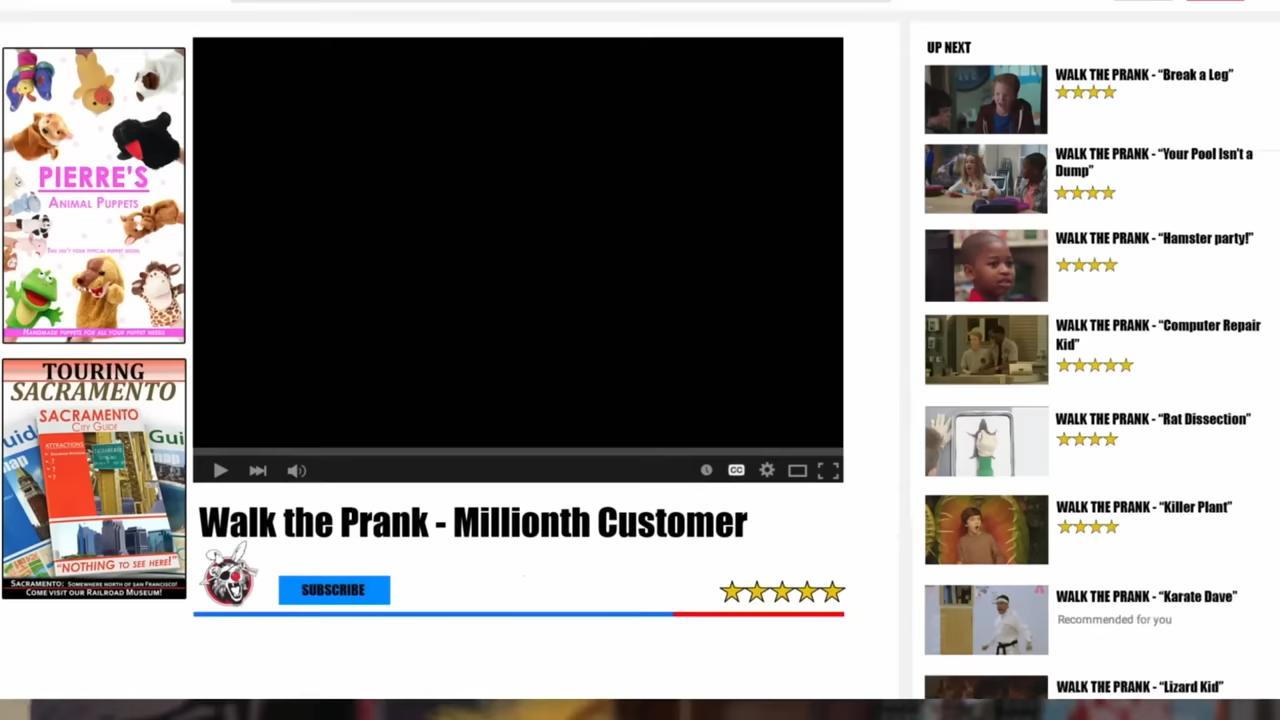 PIERRE'S
ANIMAL PUPPETS
HANDMADE PUPPETS FOR ALL YOUR PUPPET NEEDS
TOURING
SACRAMENTO
SACRAMENTO
CITY GUIDE
ATTRACTIONS
Gui
"NOTHING TO SEE HERE!"
SACRAMENTO: SOMEWHERE NORTH OF SAN FRANCISCO!
COME VISIT OUR RAILROAD MUSEUM!
CC
Walk the Prank - Millionth Customer
SUBSCRIBE
UP NEXT
WALK THE PRANK - “Break a Leg”
WALK THE PRANK - “Your Pool Isn't a
Dump”
WALK THE PRANK - “Hamster party!”
WALK THE PRANK - “Computer Repair
Kid”
WALK THE PRANK - “Rat Dissection”
WALK THE PRANK - “Killer Plant”
WALK THE PRANK - “Karate Dave”
Recommended for you
WALK THE PRANK - “Lizard Kid”